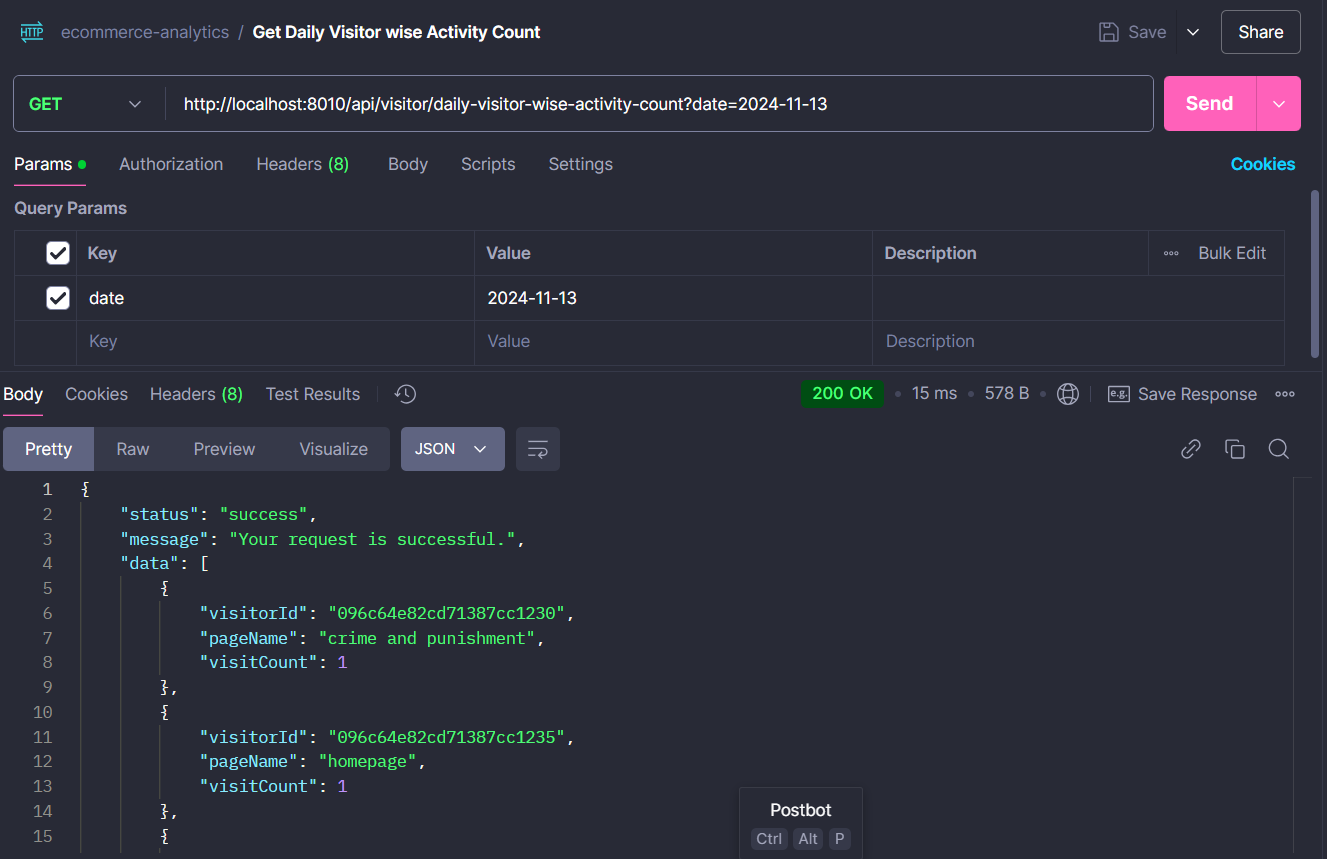 HTTP ecommerce-analytics / Get Daily Visitor wise Activity Count Save Share
GET http://localhost:8010/api/visitor/daily-visitor-wise-activity-count?date=2024-11-13 Send
Params Authorization Headers (8) Body Scripts Settings Cookies
Query Params
Key Value Description Bulk Edit
date 2024-11-13
Key Value Description
Body Cookies Headers (8) Test Results 200 OK 15 ms 578 B e.g. Save Response
Pretty Raw Preview Visualize JSON
1 {
2 "status": "success",
3 "message": "Your request is successful.",
4 "data": [
5 {
6 "visitorId": "096c64e82cd71387cc1230",
7 "pageName": "crime and punishment",
8 "visitCount": 1
9 },
10 {
11 "visitorId": "096c64e82cd71387cc1235",
12 "pageName": "homepage",
13 "visitCount": 1
14 },
15 {
Postbot
Ctrl Alt P